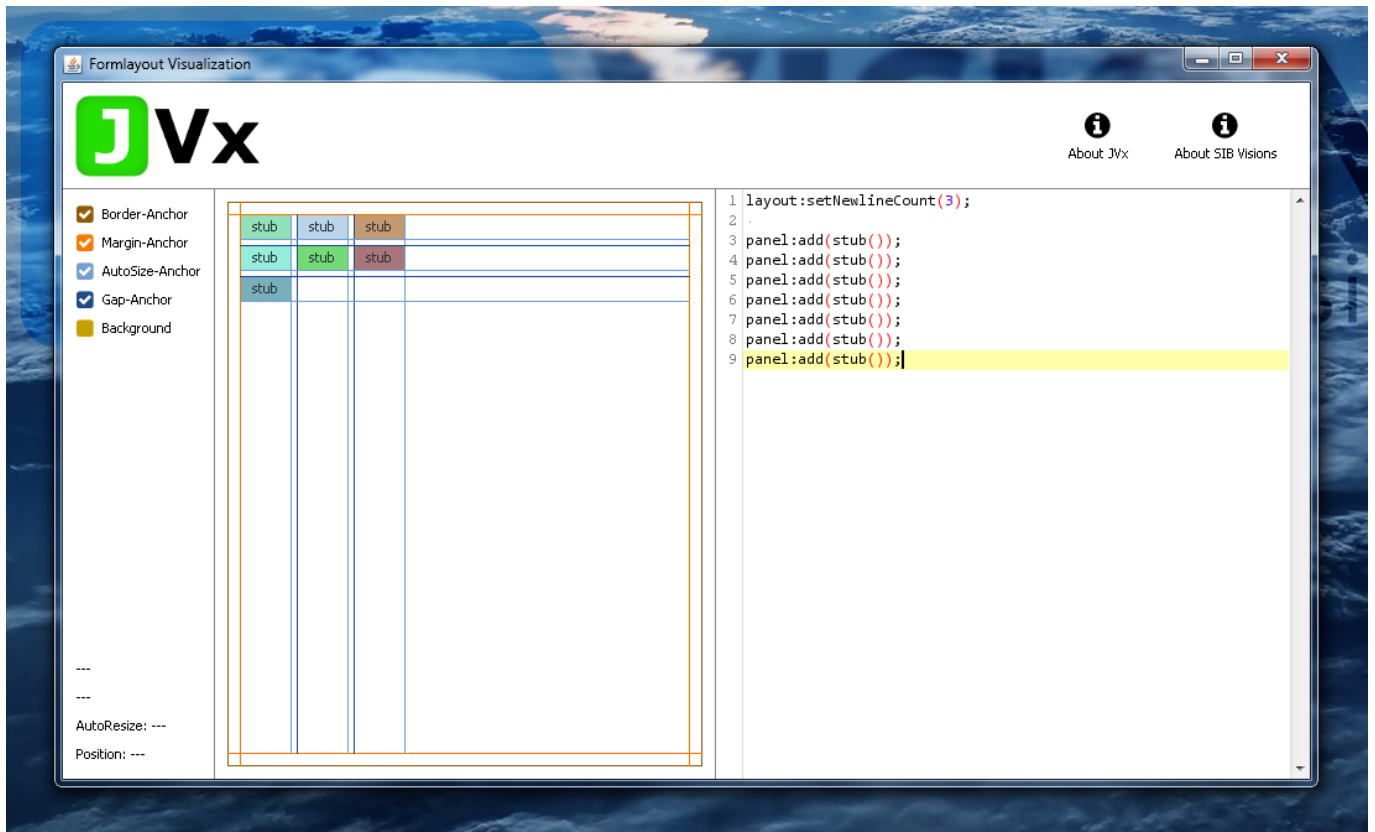 Formlayout Visualization
JVx
About JVx
About SIB Visions
Border-Anchor
Margin-Anchor
AutoSize-Anchor
Gap-Anchor
Background
---
---
AutoResize: ---
Position: ---
stub stub stub
stub stub stub
stub
1 layout:setNewlineCount(3);
2
3 panel:add(stub());
4 panel:add(stub());
5 panel:add(stub());
6 panel:add(stub());
7 panel:add(stub());
8 panel:add(stub());
9 panel:add(stub());